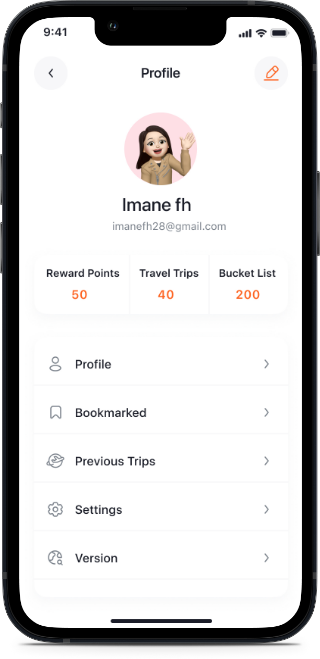 9:41
Profile
Imane fh
imanefh28@gmail.com
Reward Points Travel Trips Bucket List
50 40 200
Profile
Bookmarked
Previous Trips
Settings
Version